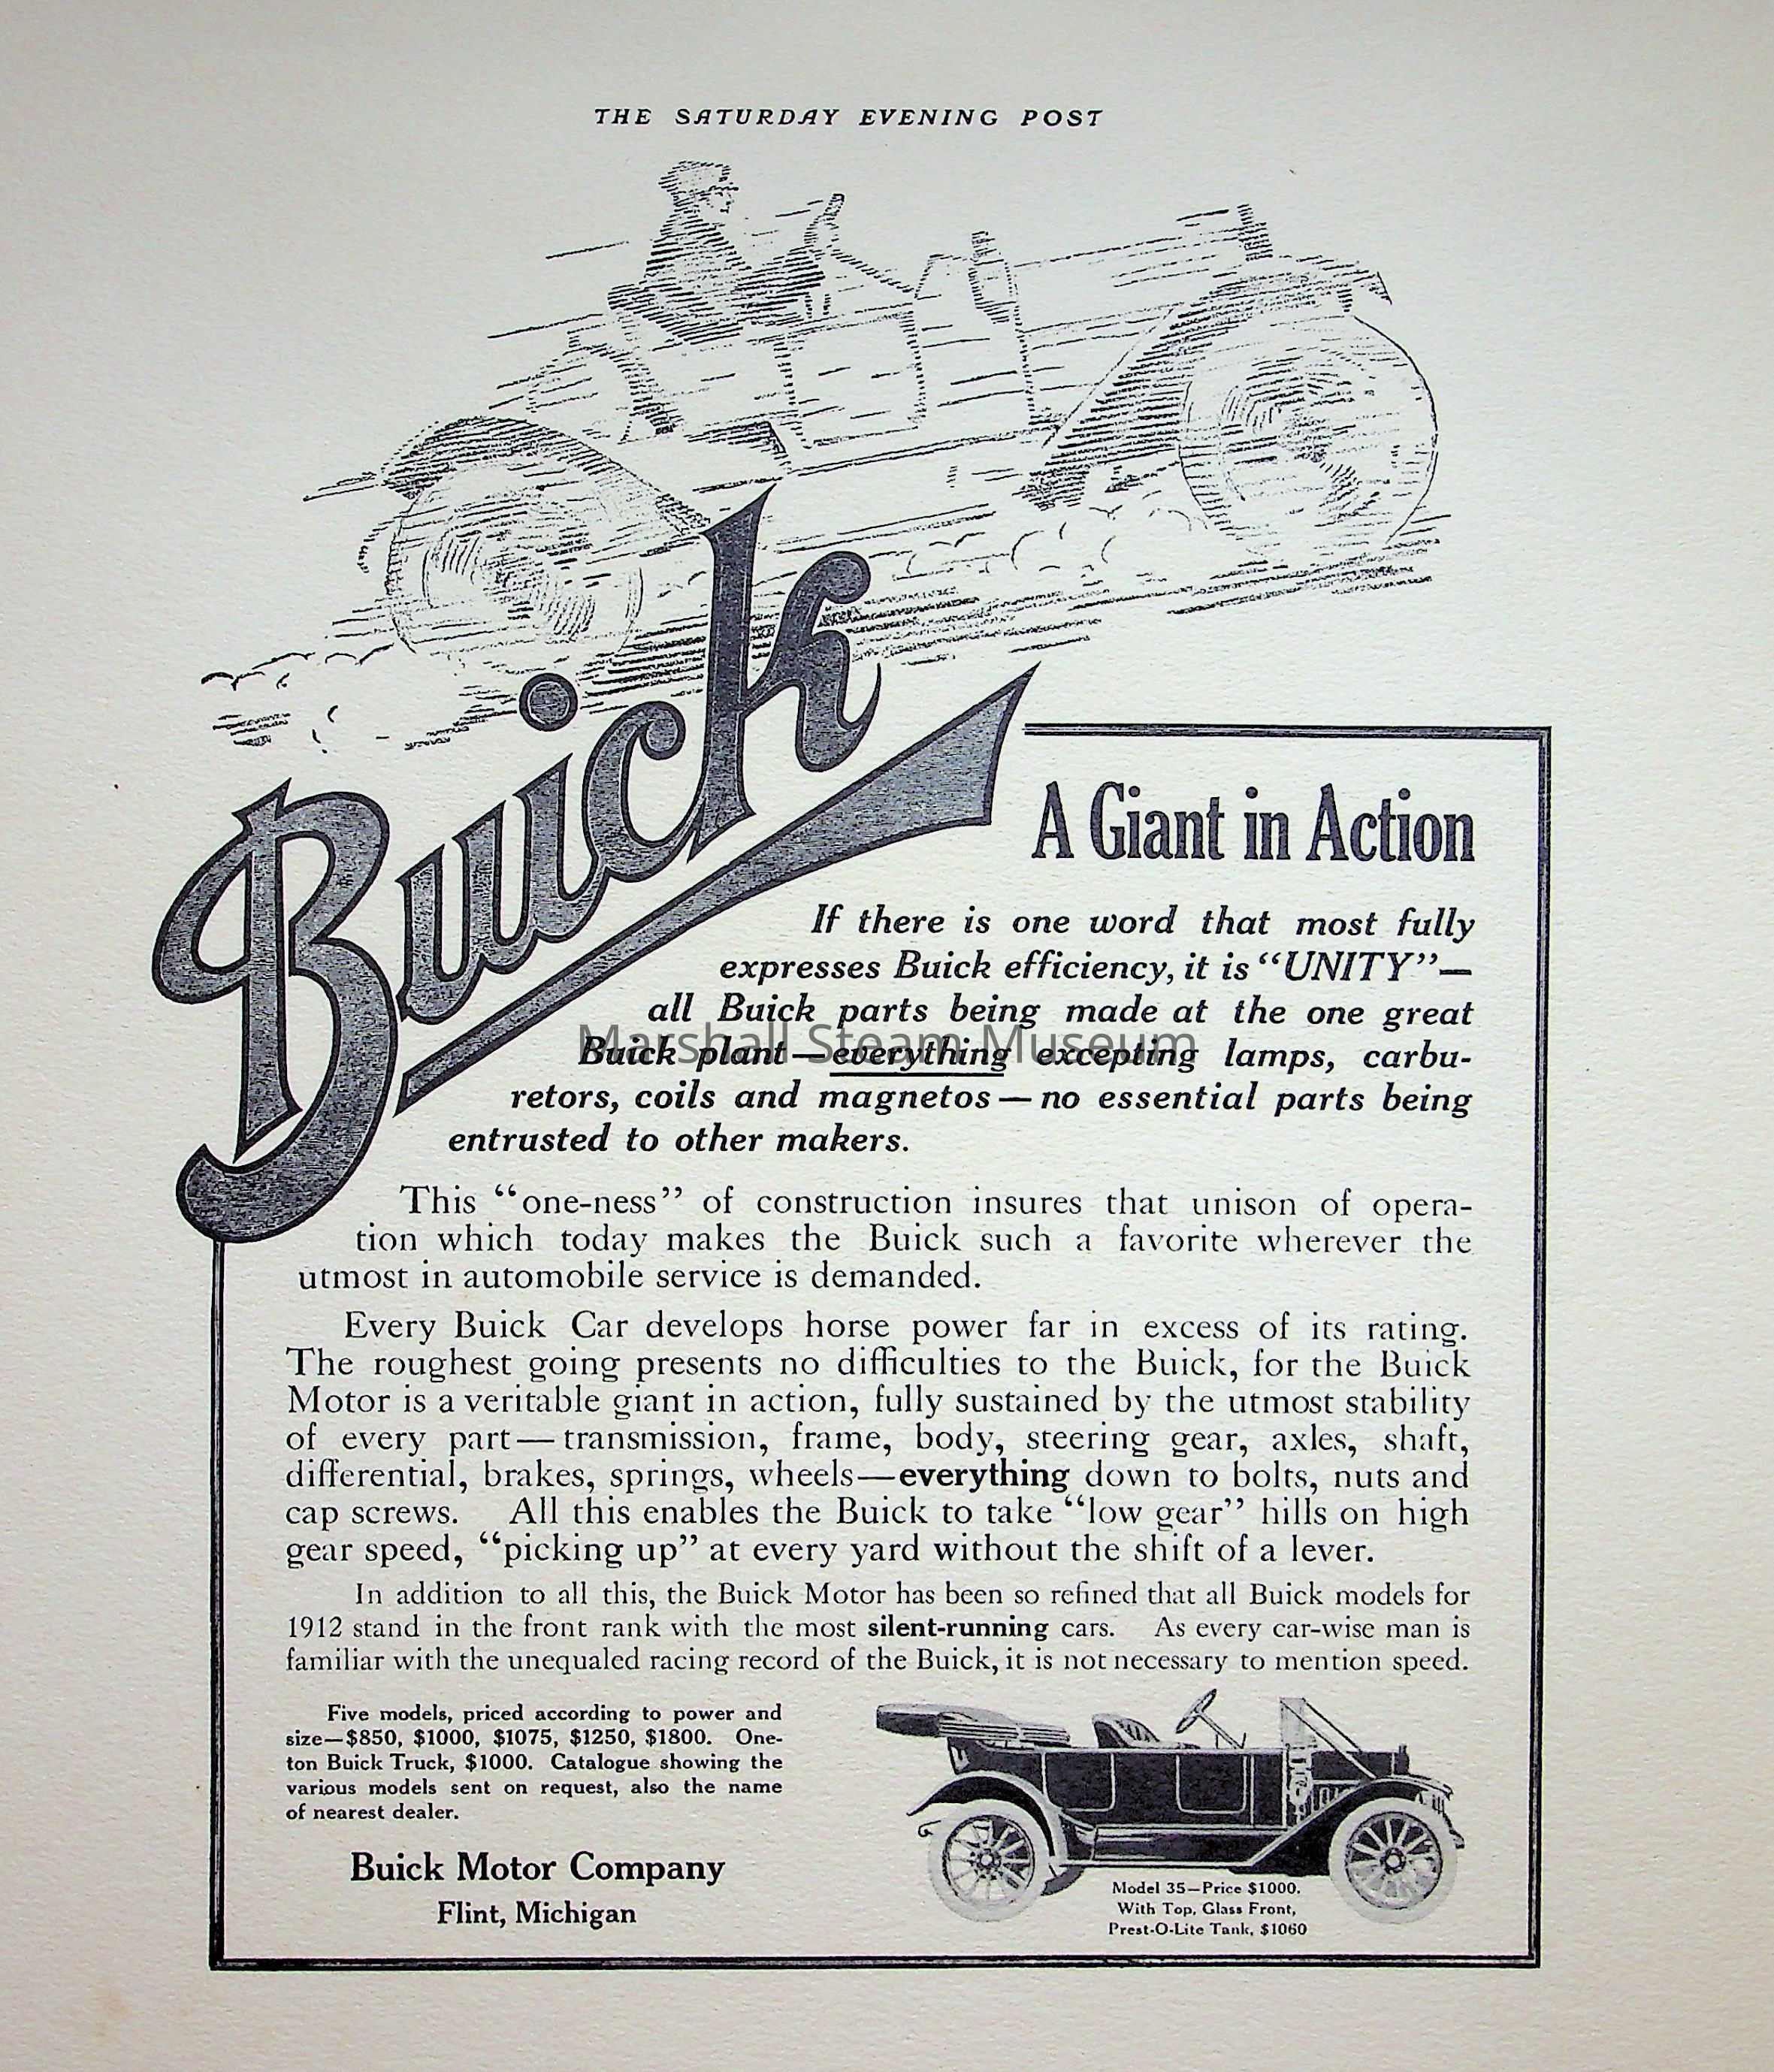 THE SATURDAY EVENING POST
Buick
A Giant in Action
If there is one word that most fully
expresses Buick efficiency, it is "UNITY"—
all Buick parts being made at the one great
Marshall Steam Museum
Buick plant—everything excepting lamps, carbu-
retors, coils and magnetos—no essential parts being
entrusted to other makers.
This "one-ness" of construction insures that unison of opera-
tion which today makes the Buick such a favorite wherever the
utmost in automobile service is demanded.
Every Buick Car develops horse power far in excess of its rating.
The roughest going presents no difficulties to the Buick, for the Buick
Motor is a veritable giant in action, fully sustained by the utmost stability
of every part—transmission, frame, body, steering gear, axles, shaft,
differential, brakes, springs, wheels—everything down to bolts, nuts and
cap screws. All this enables the Buick to take "low gear" hills on high
gear speed, "picking up" at every yard without the shift of a lever.
In addition to all this, the Buick Motor has been so refined that all Buick models for
1912 stand in the front rank with the most silent-running cars. As every car-wise man is
familiar with the unequaled racing record of the Buick, it is not necessary to mention speed.
Five models, priced according to power and
size—$850, $1000, $1075, $1250, $1800. One-
ton Buick Truck, $1000. Catalogue showing the
various models sent on request, also the name
of nearest dealer.
Buick Motor Company
Flint, Michigan
Model 35—Price $1000.
With Top, Glass Front,
Prest-O-Lite Tank, $1060